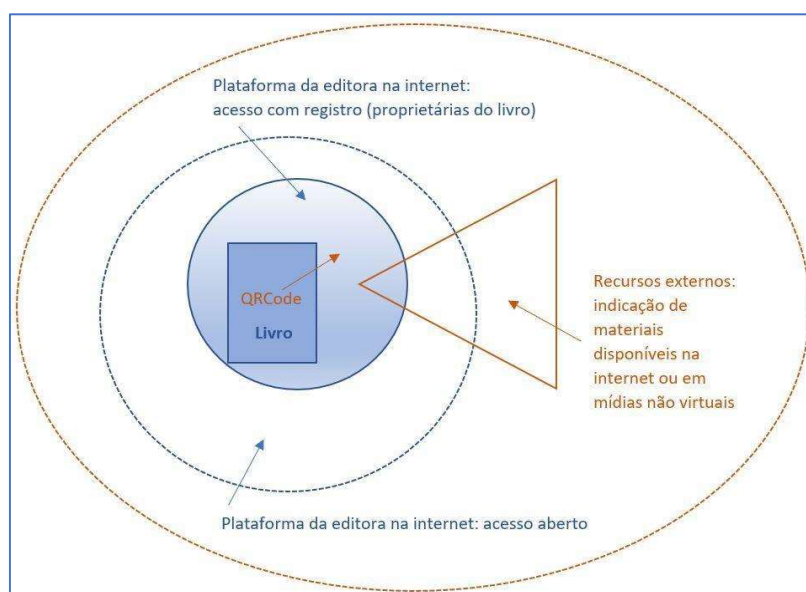 Plataforma da editora na internet:
acesso com registro (proprietárias do livro)
QRCode
Livro
Recursos externos:
indicação de
materiais
disponíveis na
internet ou em
mídias não virtuais
Plataforma da editora na internet: acesso aberto